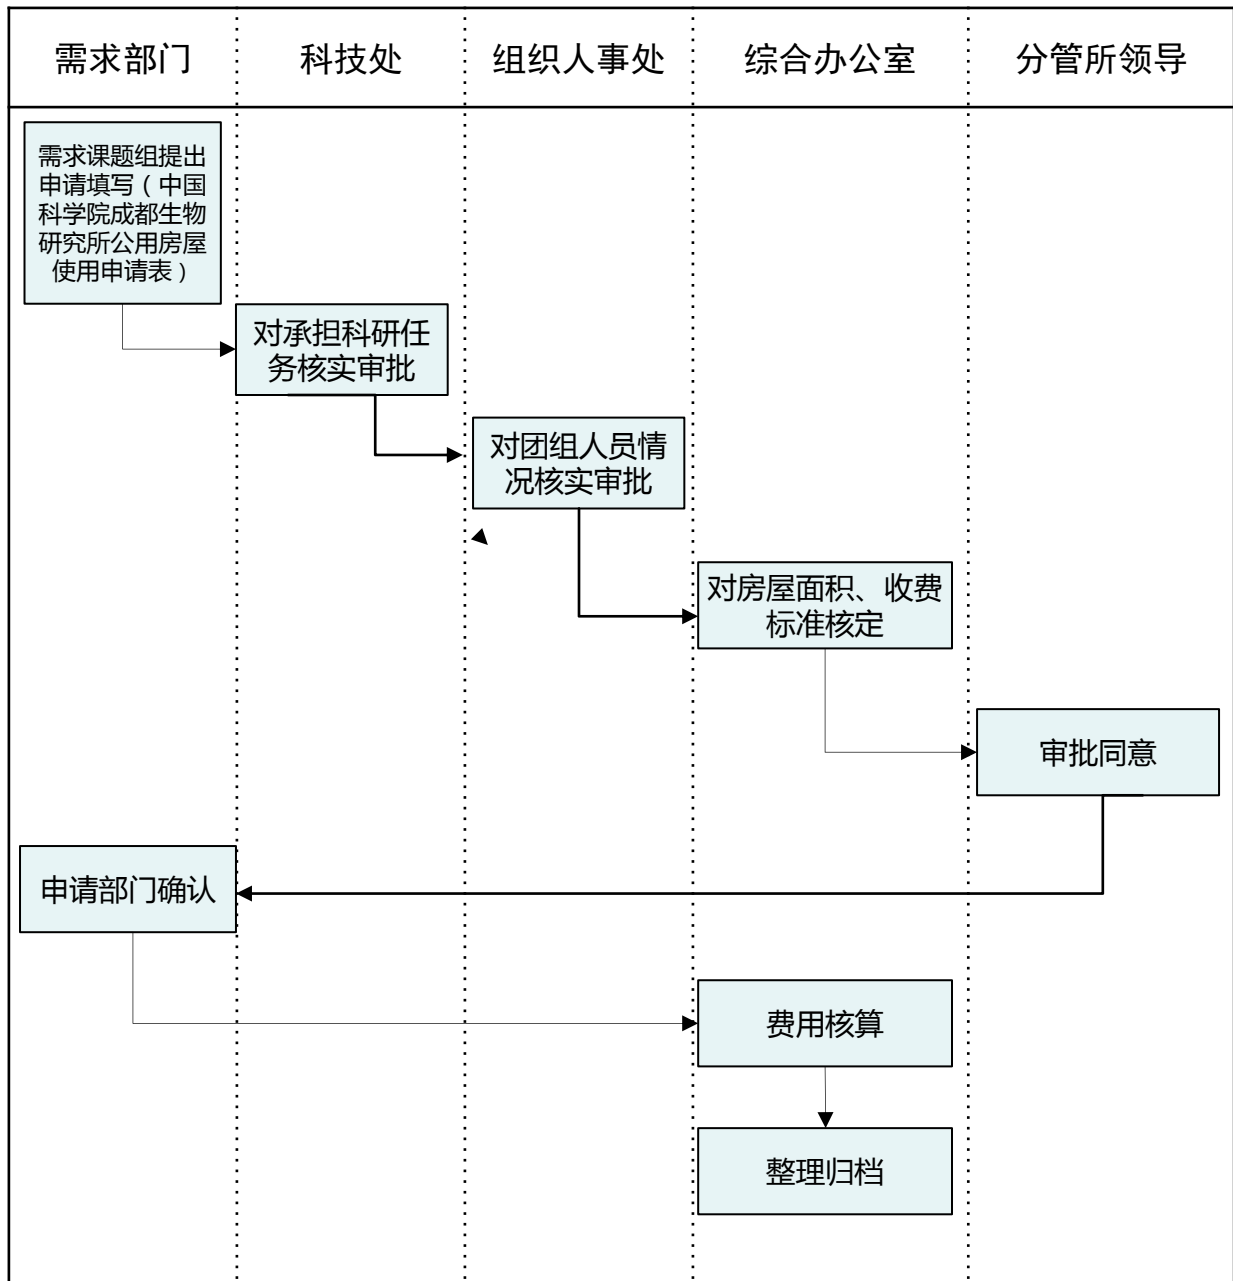 需求部门
科技处
组织人事处
综合办公室
分管所领导
需求课题组提出
申请填写（中国
科学院成都生物
研究所公用房屋
使用申请表）
对承担科研任
务核实审批
对团组人员情
况核实审批
对房屋面积、收费
标准核定
审批同意
申请部门确认
费用核算
整理归档